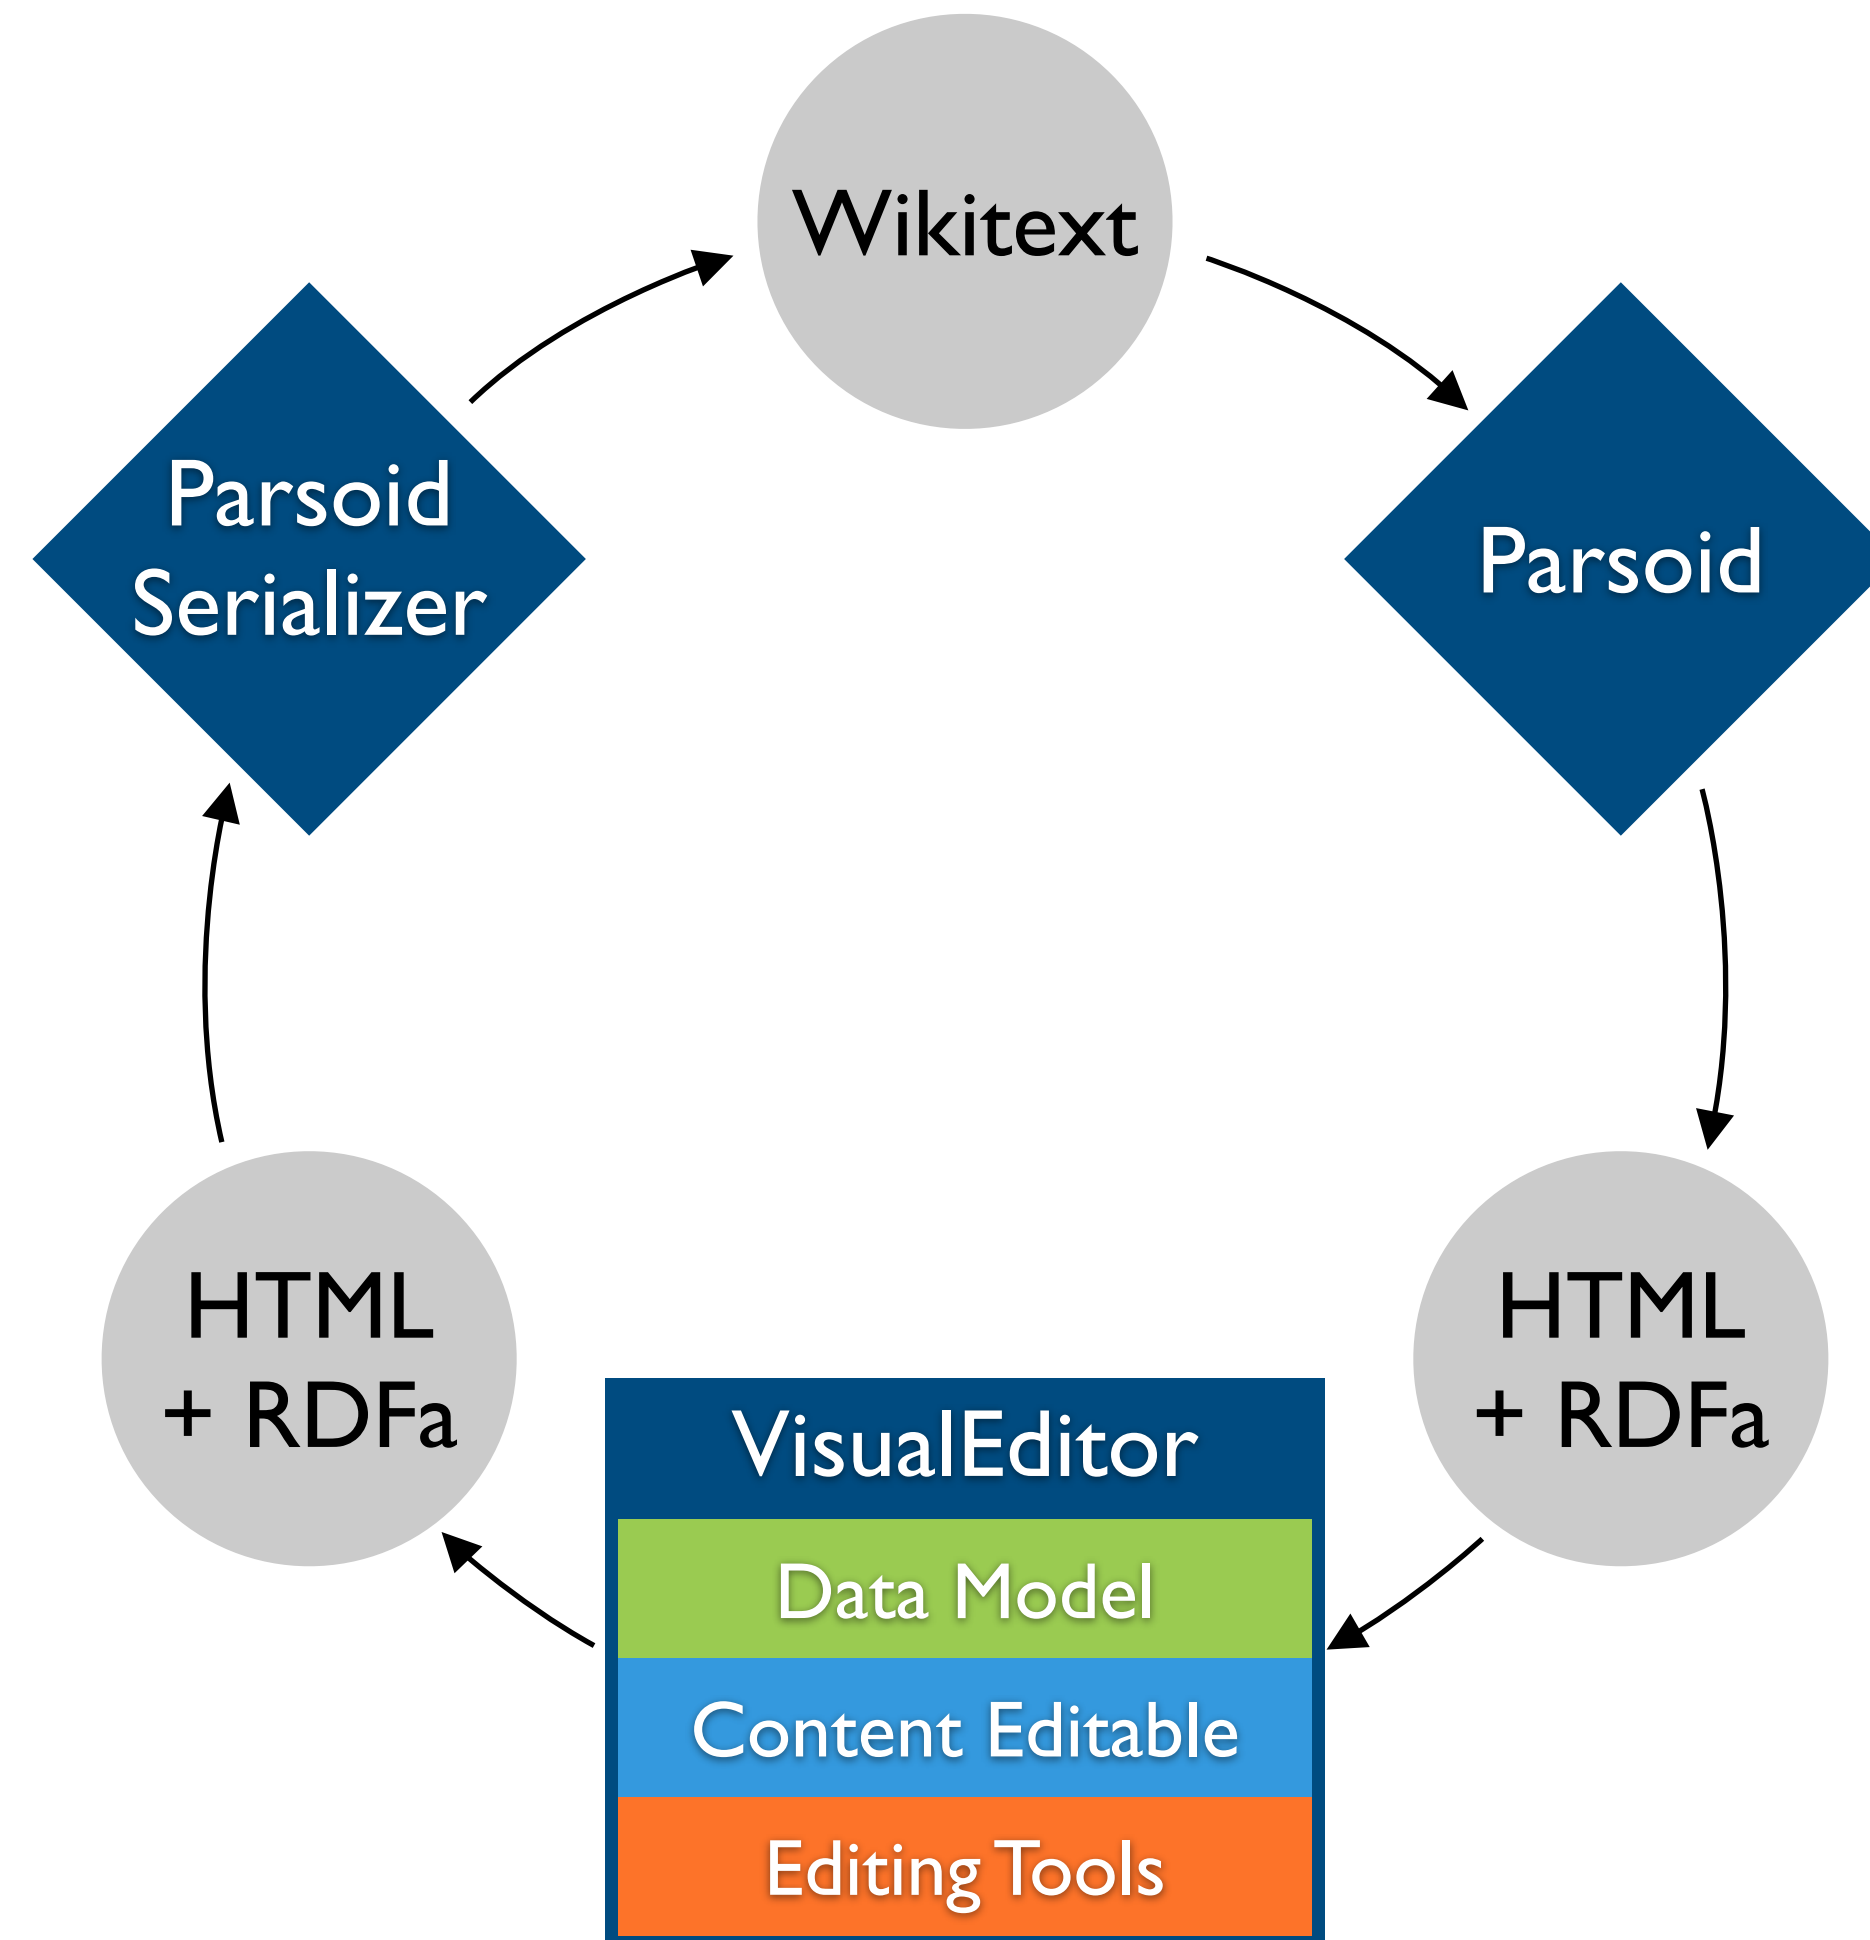 Wikitext
Parsoid
Serializer
Parsoid
HTML
+ RDFa
HTML
+ RDFa
VisualEditor
Data Model
Content Editable
Editing Tools